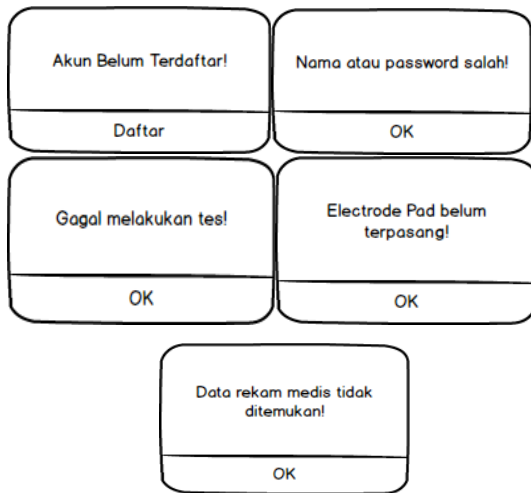 Akun Belum Terdaftar!
Daftar
Nama atau password salah!
OK
Gagal melakukan tes!
OK
Electrode Pad belum
terpasang!
OK
Data rekam medis tidak
ditemukan!
OK